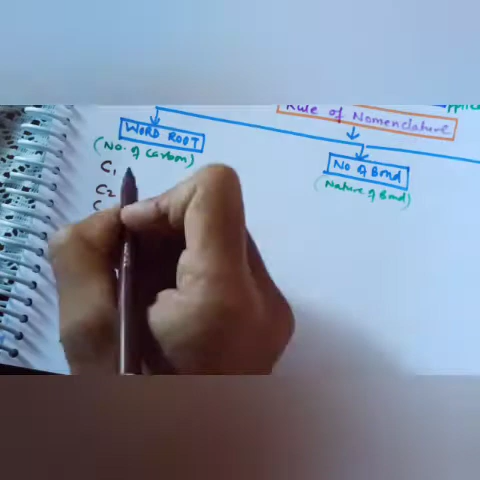 Rule of Nomenclature
WORD ROOT
(No. of Carbon)
No of Bond
(Nature of Bond)
C1
C2
C